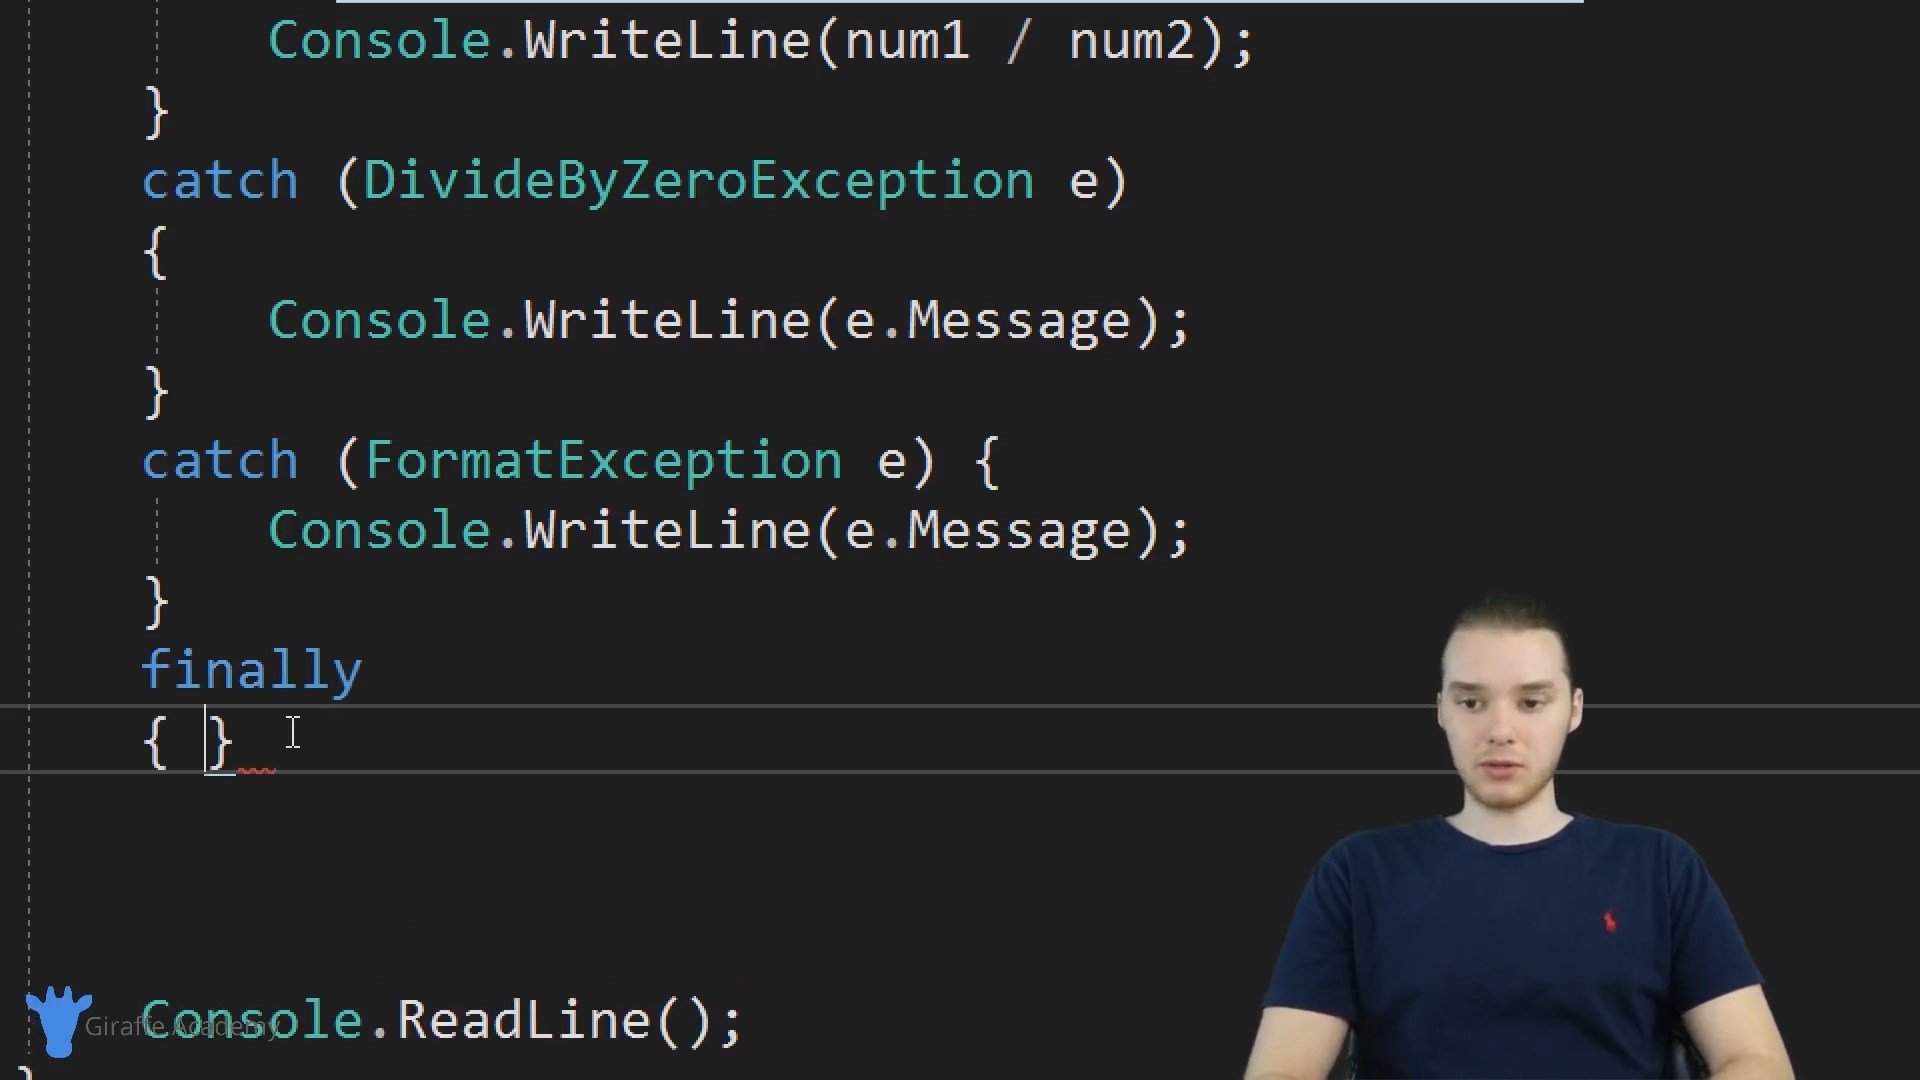 Console.WriteLine(num1 / num2);
}
catch (DivideByZeroException e)
{
Console.WriteLine(e.Message);
}
catch (FormatException e) {
Console.WriteLine(e.Message);
}
finally
{ }
Console.ReadLine();
Giraffe Academy
}